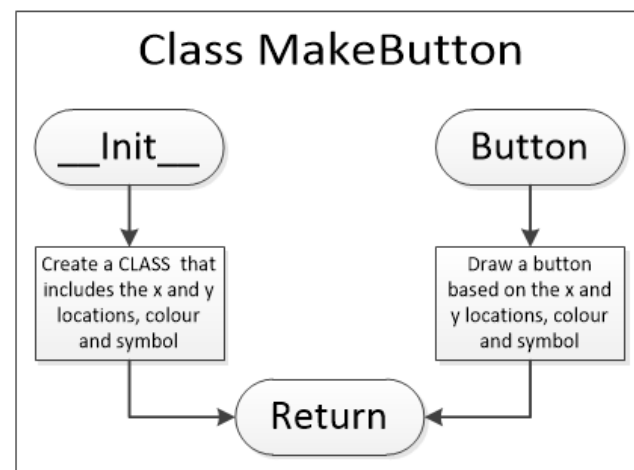 Class MakeButton
__Init__
Button
Create a CLASS that
includes the x and y
locations, colour
and symbol
Draw a button
based on the x and
y locations, colour
and symbol
Return